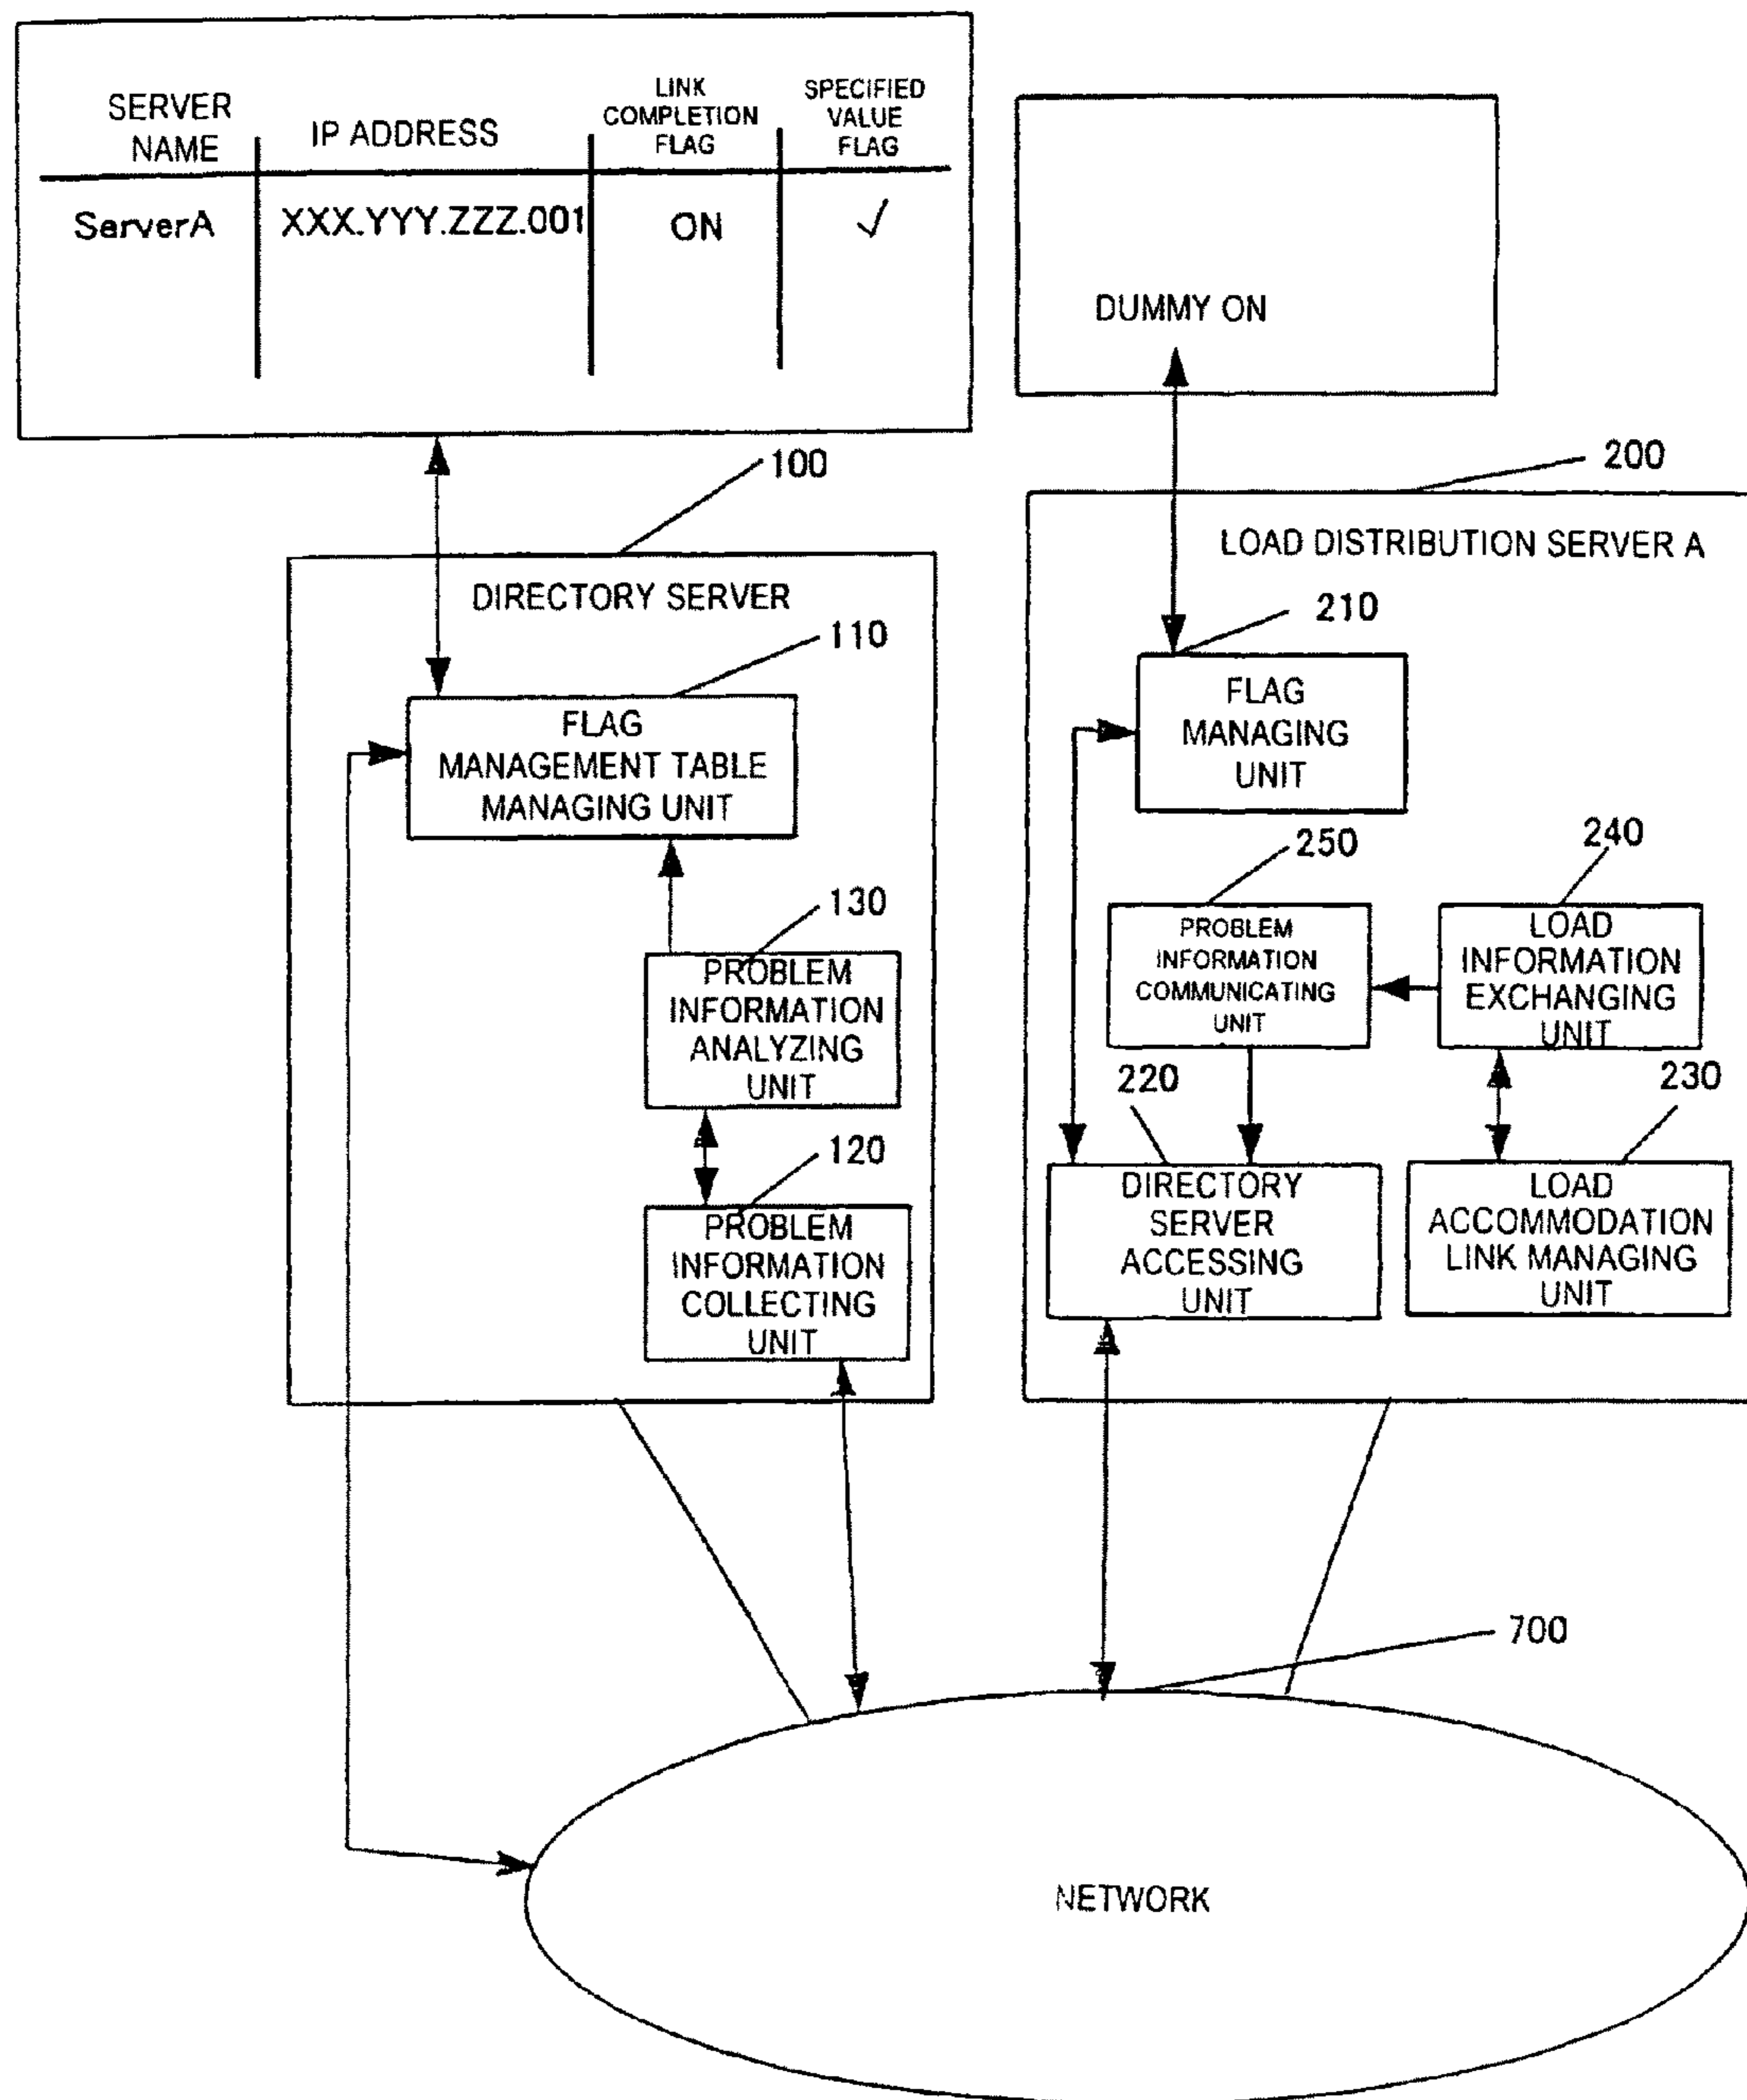 SERVER
NAME
IP ADDRESS
LINK
COMPLETION
FLAG
SPECIFIED
VALUE
FLAG
ServerA
XXX.YYY.ZZZ.001
ON
✓
DUMMY ON
100
200
DIRECTORY SERVER
LOAD DISTRIBUTION SERVER A
110
210
FLAG
MANAGEMENT TABLE
MANAGING UNIT
FLAG
MANAGING
UNIT
130
250
240
PROBLEM
INFORMATION
ANALYZING
UNIT
PROBLEM
INFORMATION
COMMUNICATING
UNIT
LOAD
INFORMATION
EXCHANGING
UNIT
120
220
230
PROBLEM
INFORMATION
COLLECTING
UNIT
DIRECTORY
SERVER
ACCESSING
UNIT
LOAD
ACCOMMODATION
LINK MANAGING
UNIT
700
NETWORK